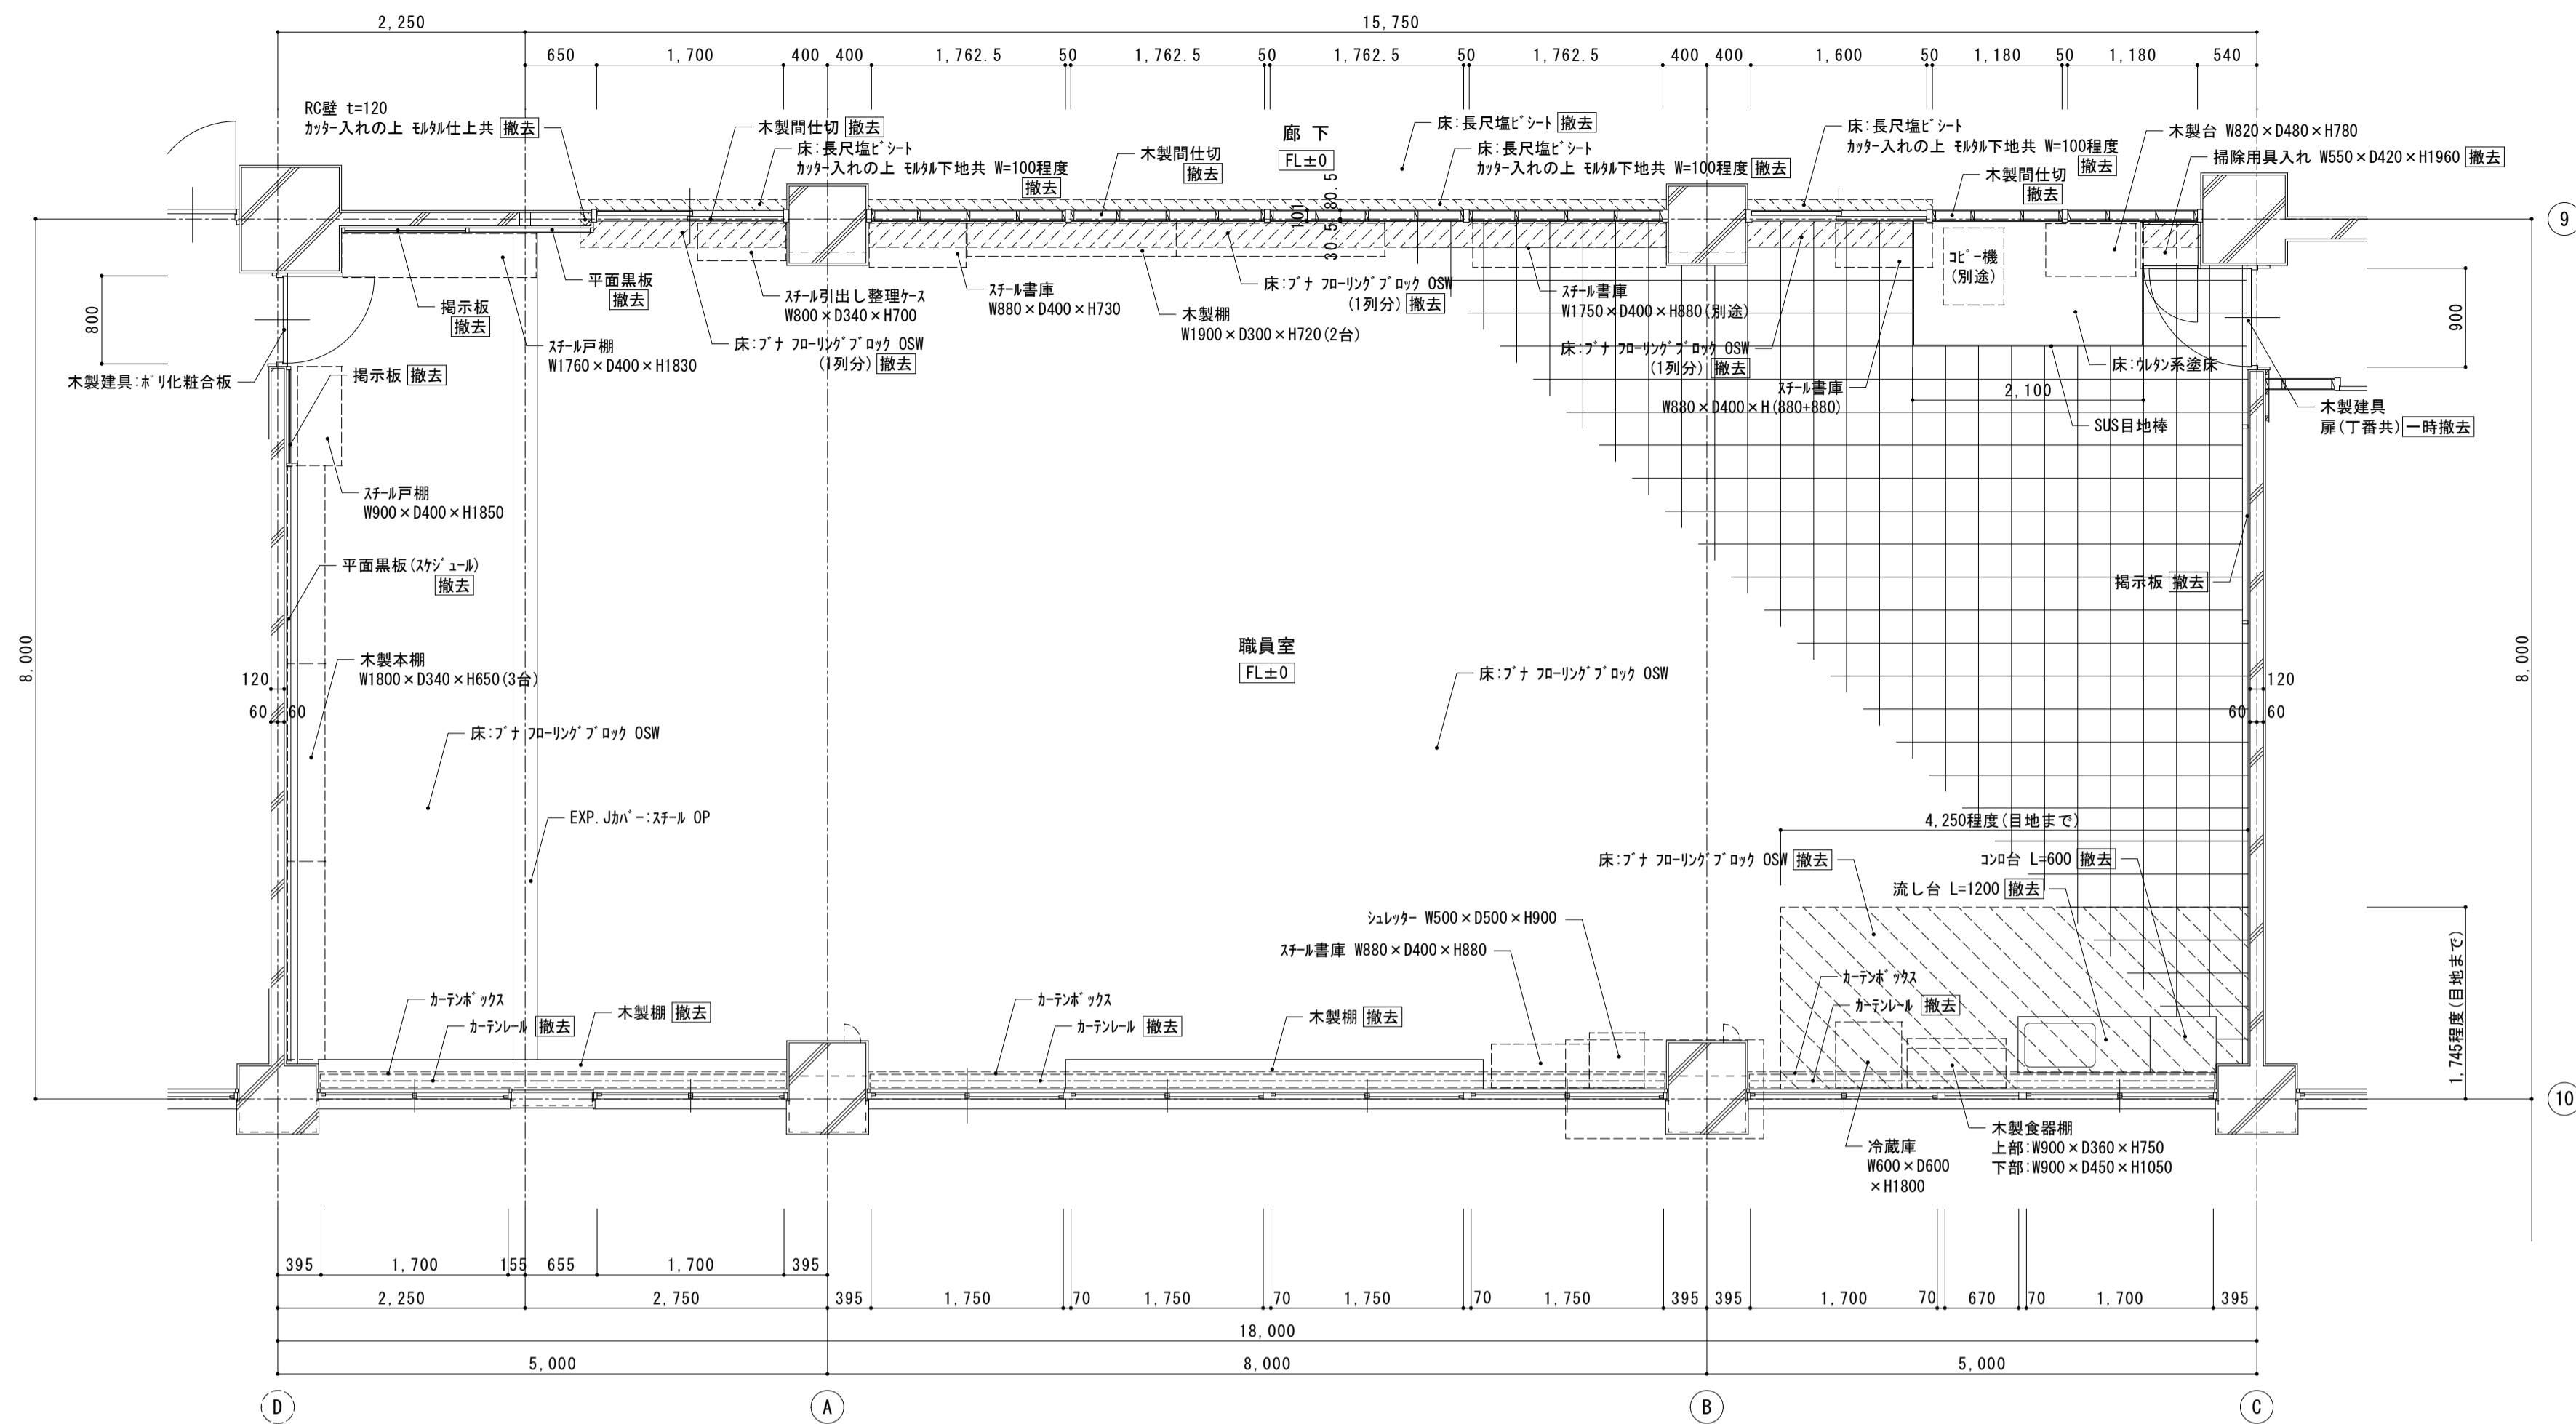 2,250
15,750
650
1,700
400
400
1,762.5
50
1,762.5
50
1,762.5
50
1,762.5
400
400
1,600
50
1,180
50
1,180
540
RC壁 t=120
ｶｯﾀｰ入れの上 ﾓﾙﾀﾙ仕上共 撤去
木製間仕切 撤去
床:長尺塩ﾋﾞｼｰﾄ
ｶｯﾀｰ入れの上 ﾓﾙﾀﾙ下地共 W=100程度
撤去
木製間仕切
撤去
廊 下
FL±0
床:長尺塩ﾋﾞｼｰﾄ 撤去
床:長尺塩ﾋﾞｼｰﾄ
ｶｯﾀｰ入れの上 ﾓﾙﾀﾙ下地共 W=100程度 撤去
床:長尺塩ﾋﾞｼｰﾄ
ｶｯﾀｰ入れの上 ﾓﾙﾀﾙ下地共 W=100程度
撤去
木製間仕切
撤去
木製台 W820×D480×H780
掃除用具入れ W550×D420×H1960 撤去
101
80.5
30.5
9
800
木製建具:ﾎﾟﾘ化粧合板
掲示板
撤去
平面黒板
撤去
ｽﾁｰﾙ戸棚
W1760×D400×H1830
ｽﾁｰﾙ引出し整理ｹｰｽ
W800×D340×H700
床:ﾌﾞﾅ ﾌﾛｰﾘﾝｸﾞﾌﾞﾛｯｸ OSW
(1列分) 撤去
ｽﾁｰﾙ書庫
W880×D400×H730
木製棚
W1900×D300×H720(2台)
床:ﾌﾞﾅ ﾌﾛｰﾘﾝｸﾞﾌﾞﾛｯｸ OSW
(1列分) 撤去
ｽﾁｰﾙ書庫
W1750×D400×H880(別途)
床:ﾌﾞﾅ ﾌﾛｰﾘﾝｸﾞﾌﾞﾛｯｸ OSW
(1列分) 撤去
ｽﾁｰﾙ書庫
W880×D400×H(880+880)
ｺﾋﾟｰ機
(別途)
床:ｳﾚﾀﾝ系塗床
2,100
SUS目地棒
900
木製建具
扉(丁番共) 一時撤去
掲示板 撤去
ｽﾁｰﾙ戸棚
W900×D400×H1850
平面黒板(ｽｹｼﾞｭｰﾙ)
撤去
掲示板 撤去
8,000
8,000
職員室
FL±0
木製本棚
W1800×D340×H650(3台)
120
60
60
床:ﾌﾞﾅ ﾌﾛｰﾘﾝｸﾞﾌﾞﾛｯｸ OSW
床:ﾌﾞﾅ ﾌﾛｰﾘﾝｸﾞﾌﾞﾛｯｸ OSW
120
60
60
EXP.Jｶﾊﾞｰ:ｽﾁｰﾙ OP
4,250程度(目地まで)
床:ﾌﾞﾅ ﾌﾛｰﾘﾝｸﾞﾌﾞﾛｯｸ OSW 撤去
ｺﾝﾛ台 L=600 撤去
流し台 L=1200 撤去
ｼｭﾚｯﾀｰ W500×D500×H900
ｽﾁｰﾙ書庫 W880×D400×H880
ｶｰﾃﾝﾎﾞｯｸｽ
ｶｰﾃﾝﾚｰﾙ 撤去
木製棚 撤去
ｶｰﾃﾝﾎﾞｯｸｽ
ｶｰﾃﾝﾚｰﾙ 撤去
木製棚 撤去
ｶｰﾃﾝﾎﾞｯｸｽ
ｶｰﾃﾝﾚｰﾙ 撤去
1,745程度(目地まで)
10
冷蔵庫
W600×D600
×H1800
木製食器棚
上部:W900×D360×H750
下部:W900×D450×H1050
395
1,700
155
655
1,700
395
2,250
2,750
395
1,750
70
1,750
70
1,750
70
1,750
395
395
1,700
70
670
70
1,700
395
18,000
5,000
8,000
5,000
D
A
B
C